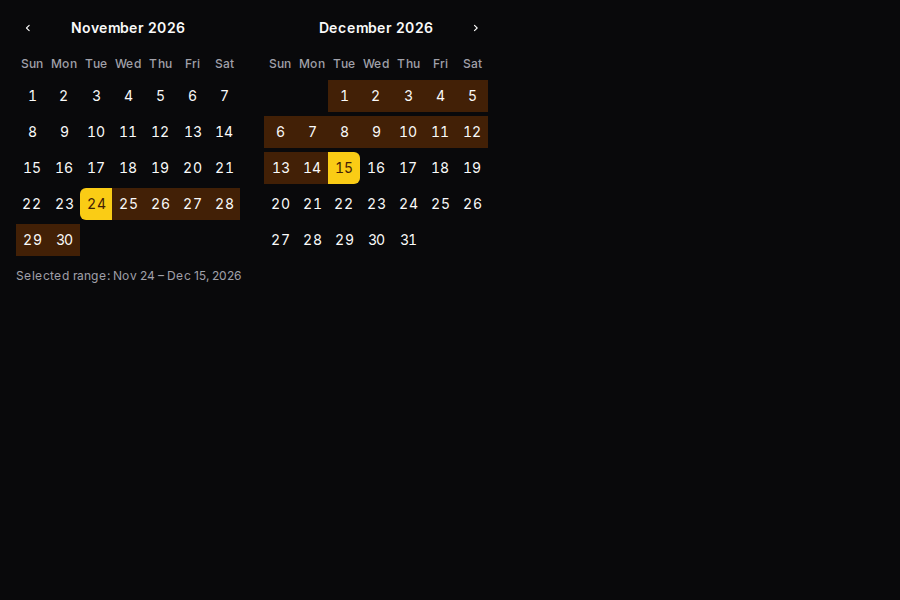 November 2026
Sun Mon Tue Wed Thu Fri Sat
1 2 3 4 5 6 7
8 9 10 11 12 13 14
15 16 17 18 19 20 21
22 23 24 25 26 27 28
29 30
December 2026
Sun Mon Tue Wed Thu Fri Sat
1 2 3 4 5
6 7 8 9 10 11 12
13 14 15 16 17 18 19
20 21 22 23 24 25 26
27 28 29 30 31
Selected range: Nov 24 – Dec 15, 2026